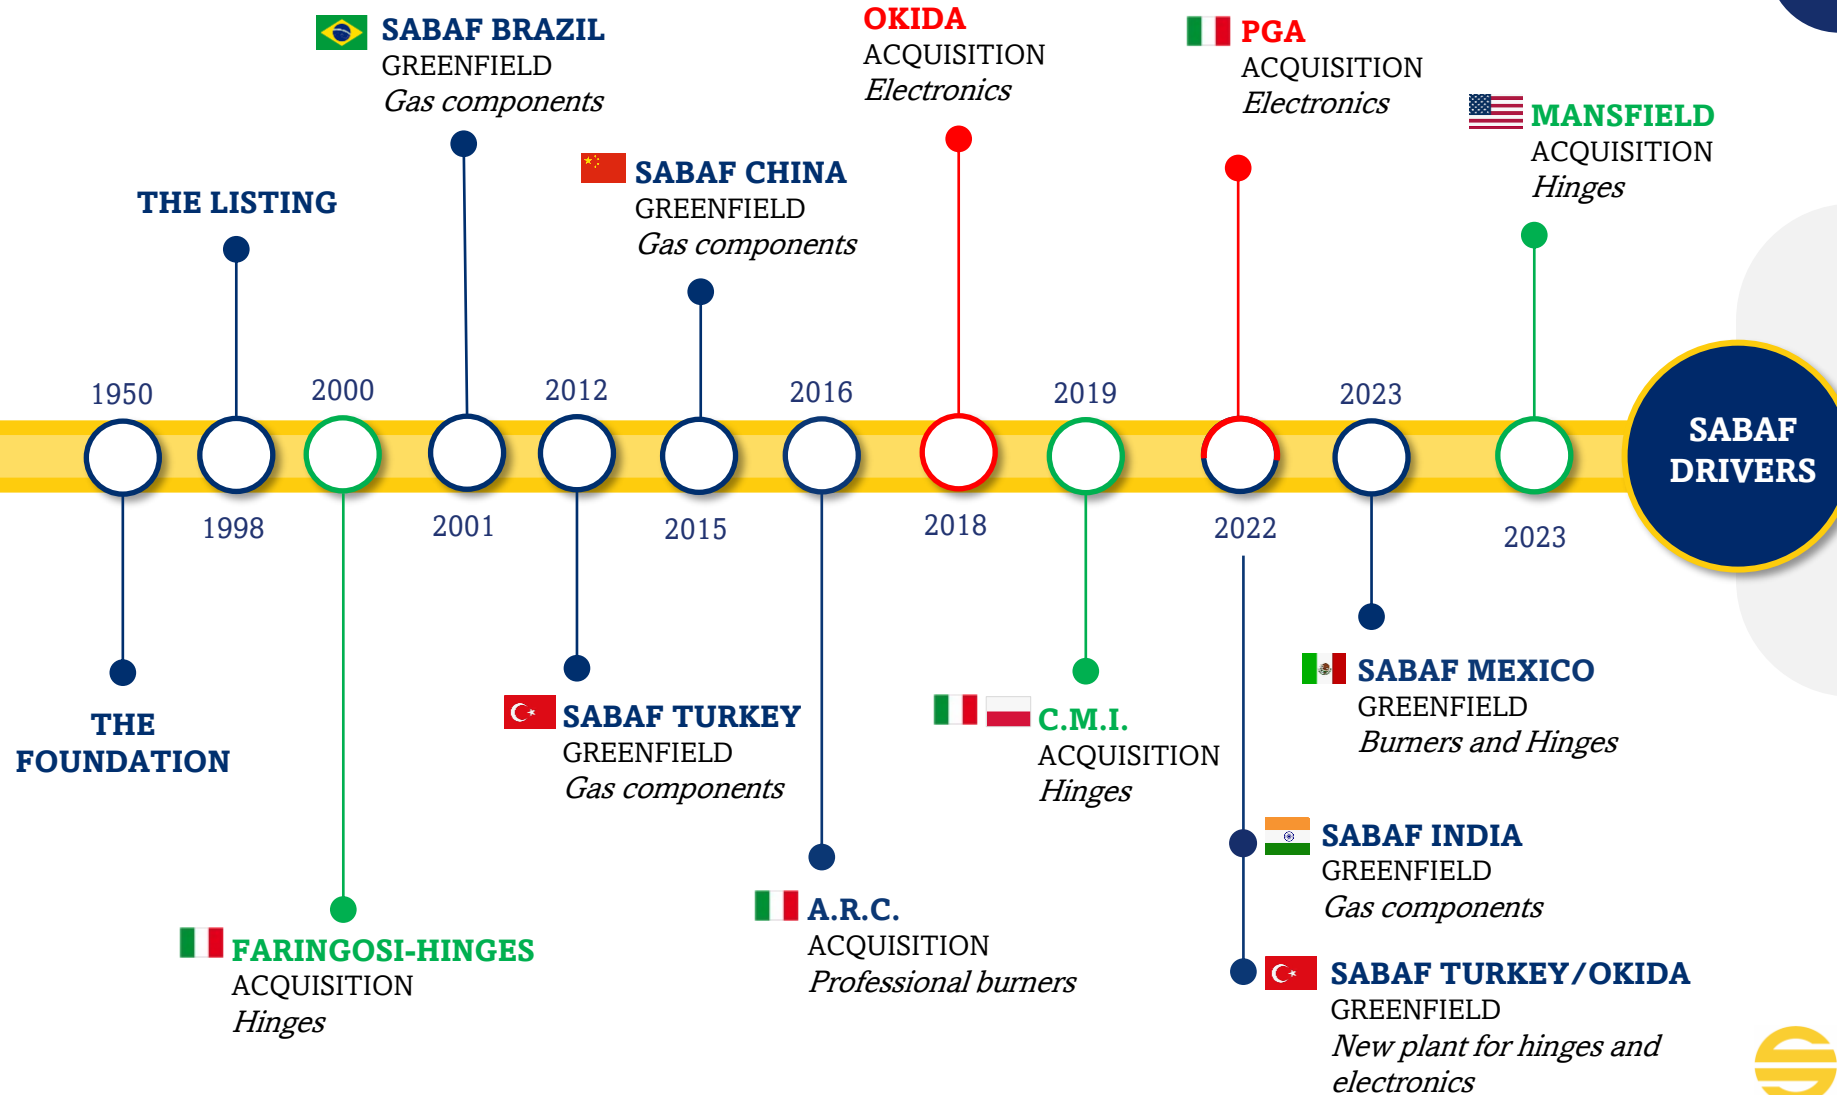 SABAF BRAZIL
GREENFIELD
Gas components
OKIDA
ACQUISITION
Electronics
PGA
ACQUISITION
Electronics
MANSFIELD
ACQUISITION
Hinges
SABAF CHINA
GREENFIELD
Gas components
THE LISTING
1950
2000
2012
2016
2019
2023
SABAF
DRIVERS
1998
2001
2015
2018
2022
2023
THE
FOUNDATION
SABAF TURKEY
GREENFIELD
Gas components
C.M.I.
ACQUISITION
Hinges
SABAF MEXICO
GREENFIELD
Burners and Hinges
SABAF INDIA
GREENFIELD
Gas components
FARINGOSI-HINGES
ACQUISITION
Hinges
A.R.C.
ACQUISITION
Professional burners
SABAF TURKEY/OKIDA
GREENFIELD
New plant for hinges and
electronics